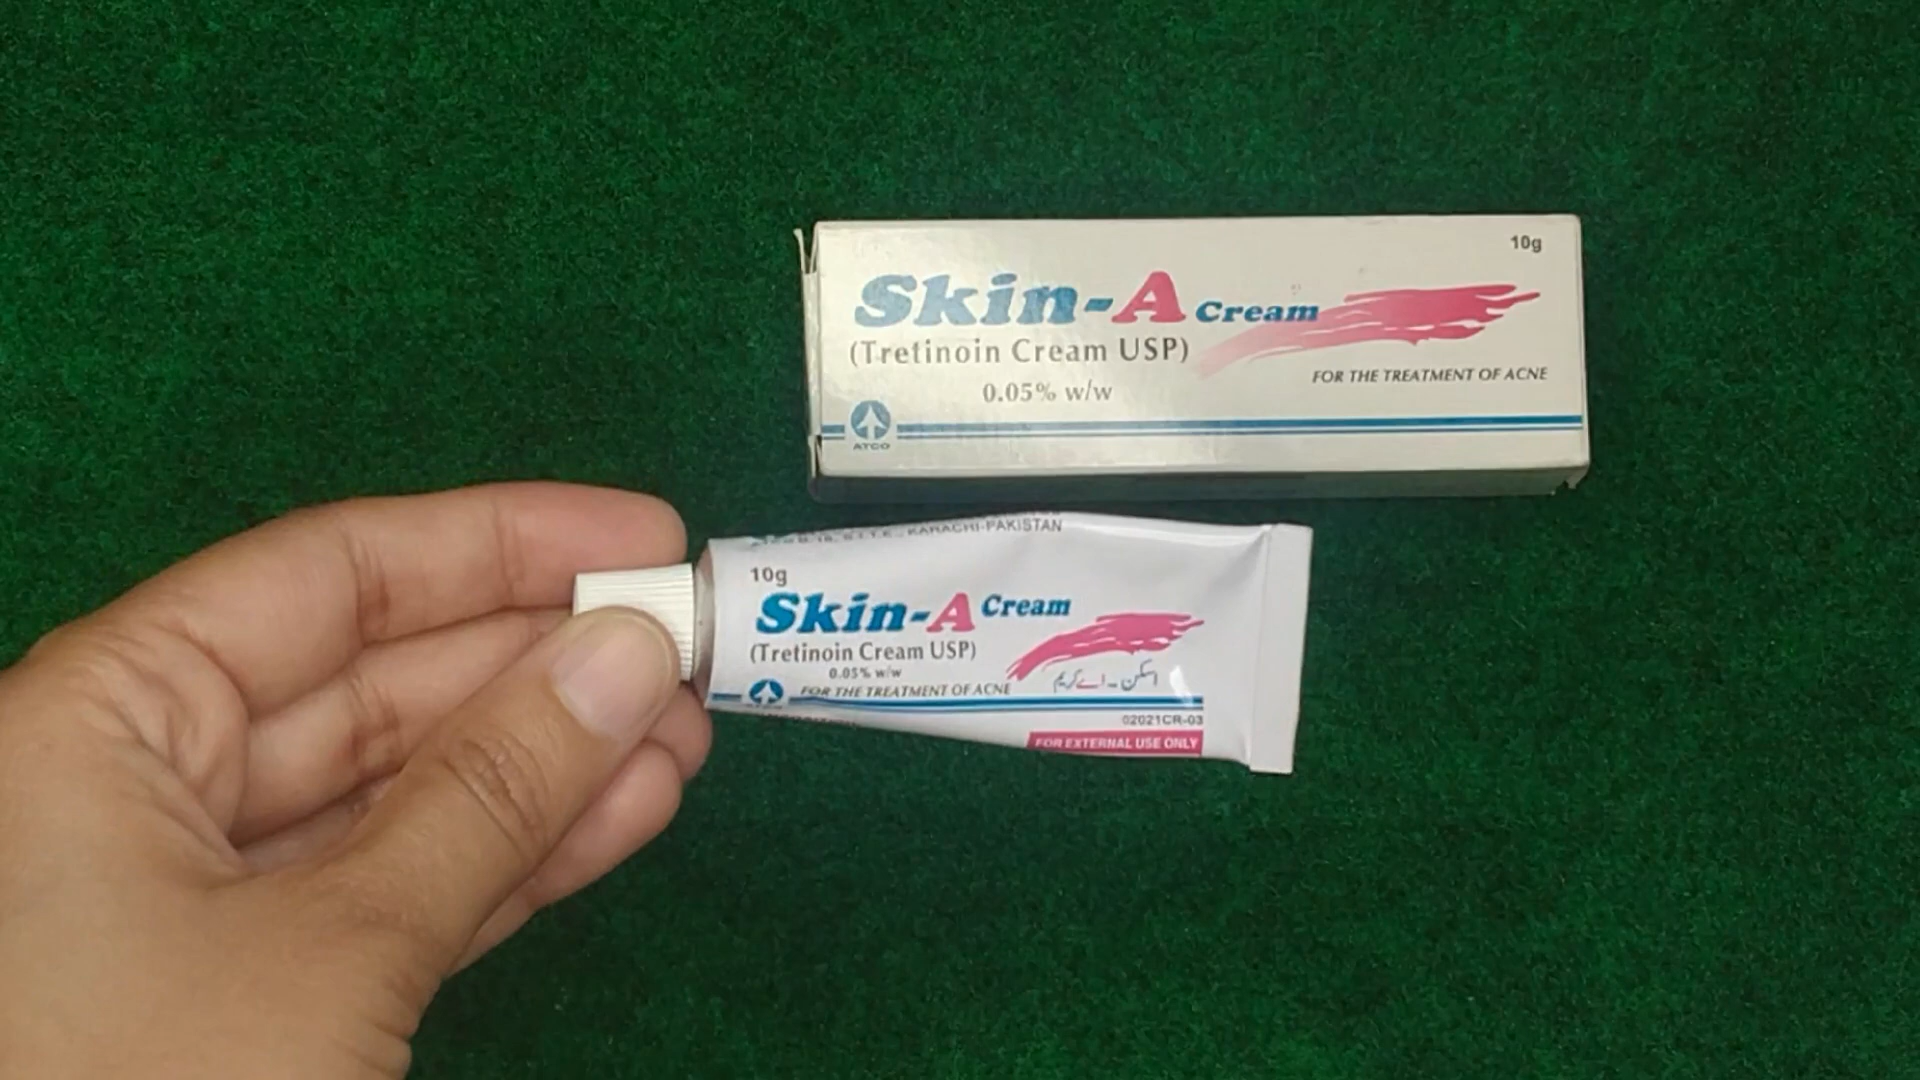 10g
Skin-A Cream
(Tretinoin Cream USP)
0.05% w/w
FOR THE TREATMENT OF ACNE
ATCO
KARACHI-PAKISTAN
10g
Skin-A Cream
(Tretinoin Cream USP)
0.05% w/w
FOR THE TREATMENT OF ACNE
اسکن-اے کریم
02021CR-03
FOR EXTERNAL USE ONLY